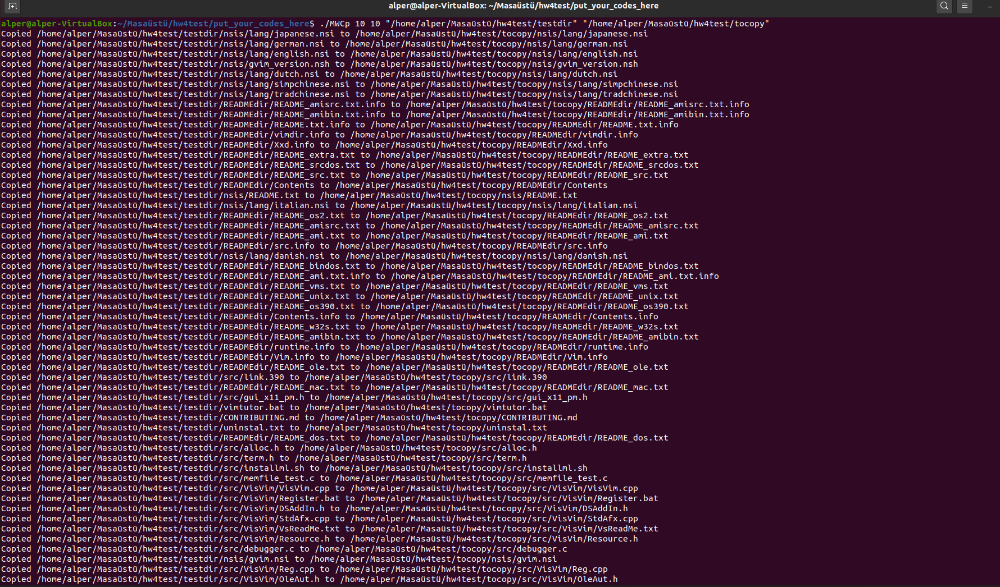 alper@alper-VirtualBox: ~/Masaüstü/hw4test/put_your_codes_here
alper@alper-VirtualBox:~/Masaüstü/hw4test/put_your_codes_here$ ./MWCp 10 10 "/home/alper/Masaüstü/hw4test/testdir" "/home/alper/Masaüstü/hw4test/tocopy"
Copied /home/alper/Masaüstü/hw4test/testdir/nsis/lang/japanese.nsi to /home/alper/Masaüstü/hw4test/tocopy/nsis/lang/japanese.nsi
Copied /home/alper/Masaüstü/hw4test/testdir/nsis/lang/german.nsi to /home/alper/Masaüstü/hw4test/tocopy/nsis/lang/german.nsi
Copied /home/alper/Masaüstü/hw4test/testdir/nsis/lang/english.nsi to /home/alper/Masaüstü/hw4test/tocopy/nsis/lang/english.nsi
Copied /home/alper/Masaüstü/hw4test/testdir/nsis/gvim_version.nsh to /home/alper/Masaüstü/hw4test/tocopy/nsis/gvim_version.nsh
Copied /home/alper/Masaüstü/hw4test/testdir/nsis/lang/dutch.nsi to /home/alper/Masaüstü/hw4test/tocopy/nsis/lang/dutch.nsi
Copied /home/alper/Masaüstü/hw4test/testdir/nsis/lang/simpchinese.nsi to /home/alper/Masaüstü/hw4test/tocopy/nsis/lang/simpchinese.nsi
Copied /home/alper/Masaüstü/hw4test/testdir/nsis/lang/tradchinese.nsi to /home/alper/Masaüstü/hw4test/tocopy/nsis/lang/tradchinese.nsi
Copied /home/alper/Masaüstü/hw4test/testdir/READMEdir/README_amisrc.txt.info to /home/alper/Masaüstü/hw4test/tocopy/READMEdir/README_amisrc.txt.info
Copied /home/alper/Masaüstü/hw4test/testdir/READMEdir/README_amibin.txt.info to /home/alper/Masaüstü/hw4test/tocopy/READMEdir/README_amibin.txt.info
Copied /home/alper/Masaüstü/hw4test/testdir/READMEdir/README.txt.info to /home/alper/Masaüstü/hw4test/tocopy/READMEdir/README.txt.info
Copied /home/alper/Masaüstü/hw4test/testdir/READMEdir/vimdir.info to /home/alper/Masaüstü/hw4test/tocopy/READMEdir/vimdir.info
Copied /home/alper/Masaüstü/hw4test/testdir/READMEdir/Xxd.info to /home/alper/Masaüstü/hw4test/tocopy/READMEdir/Xxd.info
Copied /home/alper/Masaüstü/hw4test/testdir/READMEdir/README_extra.txt to /home/alper/Masaüstü/hw4test/tocopy/READMEdir/README_extra.txt
Copied /home/alper/Masaüstü/hw4test/testdir/READMEdir/README_srcdos.txt to /home/alper/Masaüstü/hw4test/tocopy/READMEdir/README_srcdos.txt
Copied /home/alper/Masaüstü/hw4test/testdir/READMEdir/README_src.txt to /home/alper/Masaüstü/hw4test/tocopy/READMEdir/README_src.txt
Copied /home/alper/Masaüstü/hw4test/testdir/READMEdir/Contents to /home/alper/Masaüstü/hw4test/tocopy/READMEdir/Contents
Copied /home/alper/Masaüstü/hw4test/testdir/nsis/README.txt to /home/alper/Masaüstü/hw4test/tocopy/nsis/README.txt
Copied /home/alper/Masaüstü/hw4test/testdir/nsis/lang/italian.nsi to /home/alper/Masaüstü/hw4test/tocopy/nsis/lang/italian.nsi
Copied /home/alper/Masaüstü/hw4test/testdir/READMEdir/README_os2.txt to /home/alper/Masaüstü/hw4test/tocopy/READMEdir/README_os2.txt
Copied /home/alper/Masaüstü/hw4test/testdir/READMEdir/README_amisrc.txt to /home/alper/Masaüstü/hw4test/tocopy/READMEdir/README_amisrc.txt
Copied /home/alper/Masaüstü/hw4test/testdir/READMEdir/README_ami.txt to /home/alper/Masaüstü/hw4test/tocopy/READMEdir/README_ami.txt
Copied /home/alper/Masaüstü/hw4test/testdir/READMEdir/src.info to /home/alper/Masaüstü/hw4test/tocopy/READMEdir/src.info
Copied /home/alper/Masaüstü/hw4test/testdir/nsis/lang/danish.nsi to /home/alper/Masaüstü/hw4test/tocopy/nsis/lang/danish.nsi
Copied /home/alper/Masaüstü/hw4test/testdir/READMEdir/README_bindos.txt to /home/alper/Masaüstü/hw4test/tocopy/READMEdir/README_bindos.txt
Copied /home/alper/Masaüstü/hw4test/testdir/READMEdir/README_ami.txt.info to /home/alper/Masaüstü/hw4test/tocopy/READMEdir/README_ami.txt.info
Copied /home/alper/Masaüstü/hw4test/testdir/READMEdir/README_vms.txt to /home/alper/Masaüstü/hw4test/tocopy/READMEdir/README_vms.txt
Copied /home/alper/Masaüstü/hw4test/testdir/READMEdir/README_unix.txt to /home/alper/Masaüstü/hw4test/tocopy/READMEdir/README_unix.txt
Copied /home/alper/Masaüstü/hw4test/testdir/READMEdir/README_os390.txt to /home/alper/Masaüstü/hw4test/tocopy/READMEdir/README_os390.txt
Copied /home/alper/Masaüstü/hw4test/testdir/READMEdir/Contents.info to /home/alper/Masaüstü/hw4test/tocopy/READMEdir/Contents.info
Copied /home/alper/Masaüstü/hw4test/testdir/READMEdir/README_w32s.txt to /home/alper/Masaüstü/hw4test/tocopy/READMEdir/README_w32s.txt
Copied /home/alper/Masaüstü/hw4test/testdir/READMEdir/README_amibin.txt to /home/alper/Masaüstü/hw4test/tocopy/READMEdir/README_amibin.txt
Copied /home/alper/Masaüstü/hw4test/testdir/READMEdir/runtime.info to /home/alper/Masaüstü/hw4test/tocopy/READMEdir/runtime.info
Copied /home/alper/Masaüstü/hw4test/testdir/READMEdir/Vim.info to /home/alper/Masaüstü/hw4test/tocopy/READMEdir/Vim.info
Copied /home/alper/Masaüstü/hw4test/testdir/READMEdir/README_ole.txt to /home/alper/Masaüstü/hw4test/tocopy/READMEdir/README_ole.txt
Copied /home/alper/Masaüstü/hw4test/testdir/src/link.390 to /home/alper/Masaüstü/hw4test/tocopy/src/link.390
Copied /home/alper/Masaüstü/hw4test/testdir/READMEdir/README_mac.txt to /home/alper/Masaüstü/hw4test/tocopy/READMEdir/README_mac.txt
Copied /home/alper/Masaüstü/hw4test/testdir/src/gui_x11_pm.h to /home/alper/Masaüstü/hw4test/tocopy/src/gui_x11_pm.h
Copied /home/alper/Masaüstü/hw4test/testdir/vimtutor.bat to /home/alper/Masaüstü/hw4test/tocopy/vimtutor.bat
Copied /home/alper/Masaüstü/hw4test/testdir/CONTRIBUTING.md to /home/alper/Masaüstü/hw4test/tocopy/CONTRIBUTING.md
Copied /home/alper/Masaüstü/hw4test/testdir/uninstal.txt to /home/alper/Masaüstü/hw4test/tocopy/uninstal.txt
Copied /home/alper/Masaüstü/hw4test/testdir/READMEdir/README_dos.txt to /home/alper/Masaüstü/hw4test/tocopy/READMEdir/README_dos.txt
Copied /home/alper/Masaüstü/hw4test/testdir/src/alloc.h to /home/alper/Masaüstü/hw4test/tocopy/src/alloc.h
Copied /home/alper/Masaüstü/hw4test/testdir/src/term.h to /home/alper/Masaüstü/hw4test/tocopy/src/term.h
Copied /home/alper/Masaüstü/hw4test/testdir/src/installml.sh to /home/alper/Masaüstü/hw4test/tocopy/src/installml.sh
Copied /home/alper/Masaüstü/hw4test/testdir/src/memfile_test.c to /home/alper/Masaüstü/hw4test/tocopy/src/memfile_test.c
Copied /home/alper/Masaüstü/hw4test/testdir/src/VisVim/VisVim.cpp to /home/alper/Masaüstü/hw4test/tocopy/src/VisVim/VisVim.cpp
Copied /home/alper/Masaüstü/hw4test/testdir/src/VisVim/Register.bat to /home/alper/Masaüstü/hw4test/tocopy/src/VisVim/Register.bat
Copied /home/alper/Masaüstü/hw4test/testdir/src/VisVim/DSAddIn.h to /home/alper/Masaüstü/hw4test/tocopy/src/VisVim/DSAddIn.h
Copied /home/alper/Masaüstü/hw4test/testdir/src/VisVim/StdAfx.cpp to /home/alper/Masaüstü/hw4test/tocopy/src/VisVim/StdAfx.cpp
Copied /home/alper/Masaüstü/hw4test/testdir/src/VisVim/VsReadMe.txt to /home/alper/Masaüstü/hw4test/tocopy/src/VisVim/VsReadMe.txt
Copied /home/alper/Masaüstü/hw4test/testdir/src/VisVim/Resource.h to /home/alper/Masaüstü/hw4test/tocopy/src/VisVim/Resource.h
Copied /home/alper/Masaüstü/hw4test/testdir/src/debugger.c to /home/alper/Masaüstü/hw4test/tocopy/src/debugger.c
Copied /home/alper/Masaüstü/hw4test/testdir/nsis/gvim.nsi to /home/alper/Masaüstü/hw4test/tocopy/nsis/gvim.nsi
Copied /home/alper/Masaüstü/hw4test/testdir/src/VisVim/Reg.cpp to /home/alper/Masaüstü/hw4test/tocopy/src/VisVim/Reg.cpp
Copied /home/alper/Masaüstü/hw4test/testdir/src/VisVim/OleAut.h to /home/alper/Masaüstü/hw4test/tocopy/src/VisVim/OleAut.h